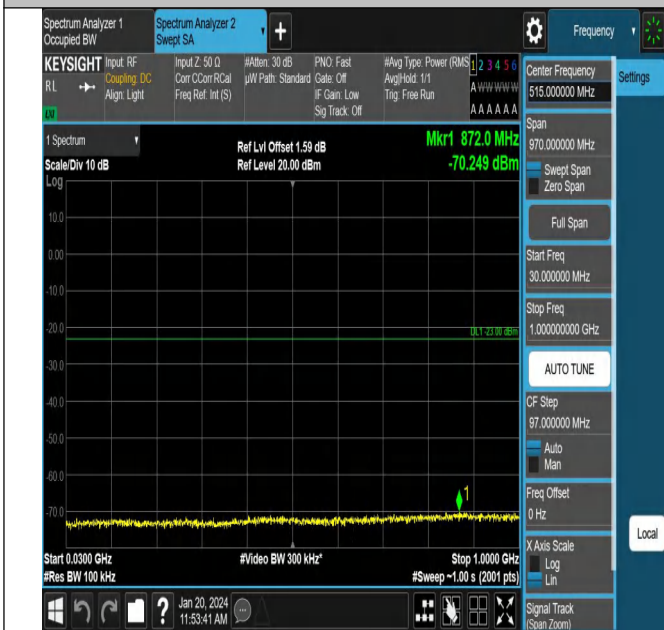 Spectrum Analyzer 1
Occupied BW
Spectrum Analyzer 2
Swept SA
Frequency
KEYSIGHT
RL
LXI
Input: RF
Coupling: DC
Align: Light
Input Z: 50 Ω
Corr CCorr RCal
Freq Ref: Int (S)
#Atten: 30 dB
µW Path: Standard
PNO: Fast
Gate: Off
IF Gain: Low
Sig Track: Off
#Avg Type: Power (RMS)
Avg|Hold: 1/1
Trig: Free Run
1 2 3 4 5 6
A W W W W W
A A A A A A
1 Spectrum
Scale/Div 10 dB
Log
Ref Lvl Offset 1.59 dB
Ref Level 20.00 dBm
Mkr1 872.0 MHz
-70.249 dBm
10.0
0.00
-10.0
-20.0
DL1 -23.00 dBm
-30.0
-40.0
-50.0
-60.0
-70.0
1
Start 0.0300 GHz
#Res BW 100 kHz
#Video BW 300 kHz*
Stop 1.0000 GHz
#Sweep ~1.00 s (2001 pts)
Jan 20, 2024
11:53:41 AM
Center Frequency
515.000000 MHz
Settings
Span
970.000000 MHz
Swept Span
Zero Span
Full Span
Start Freq
30.000000 MHz
Stop Freq
1.000000000 GHz
AUTO TUNE
CF Step
97.000000 MHz
Auto
Man
Freq Offset
0 Hz
X Axis Scale
Log
Lin
Local
Signal Track
(Span Zoom)